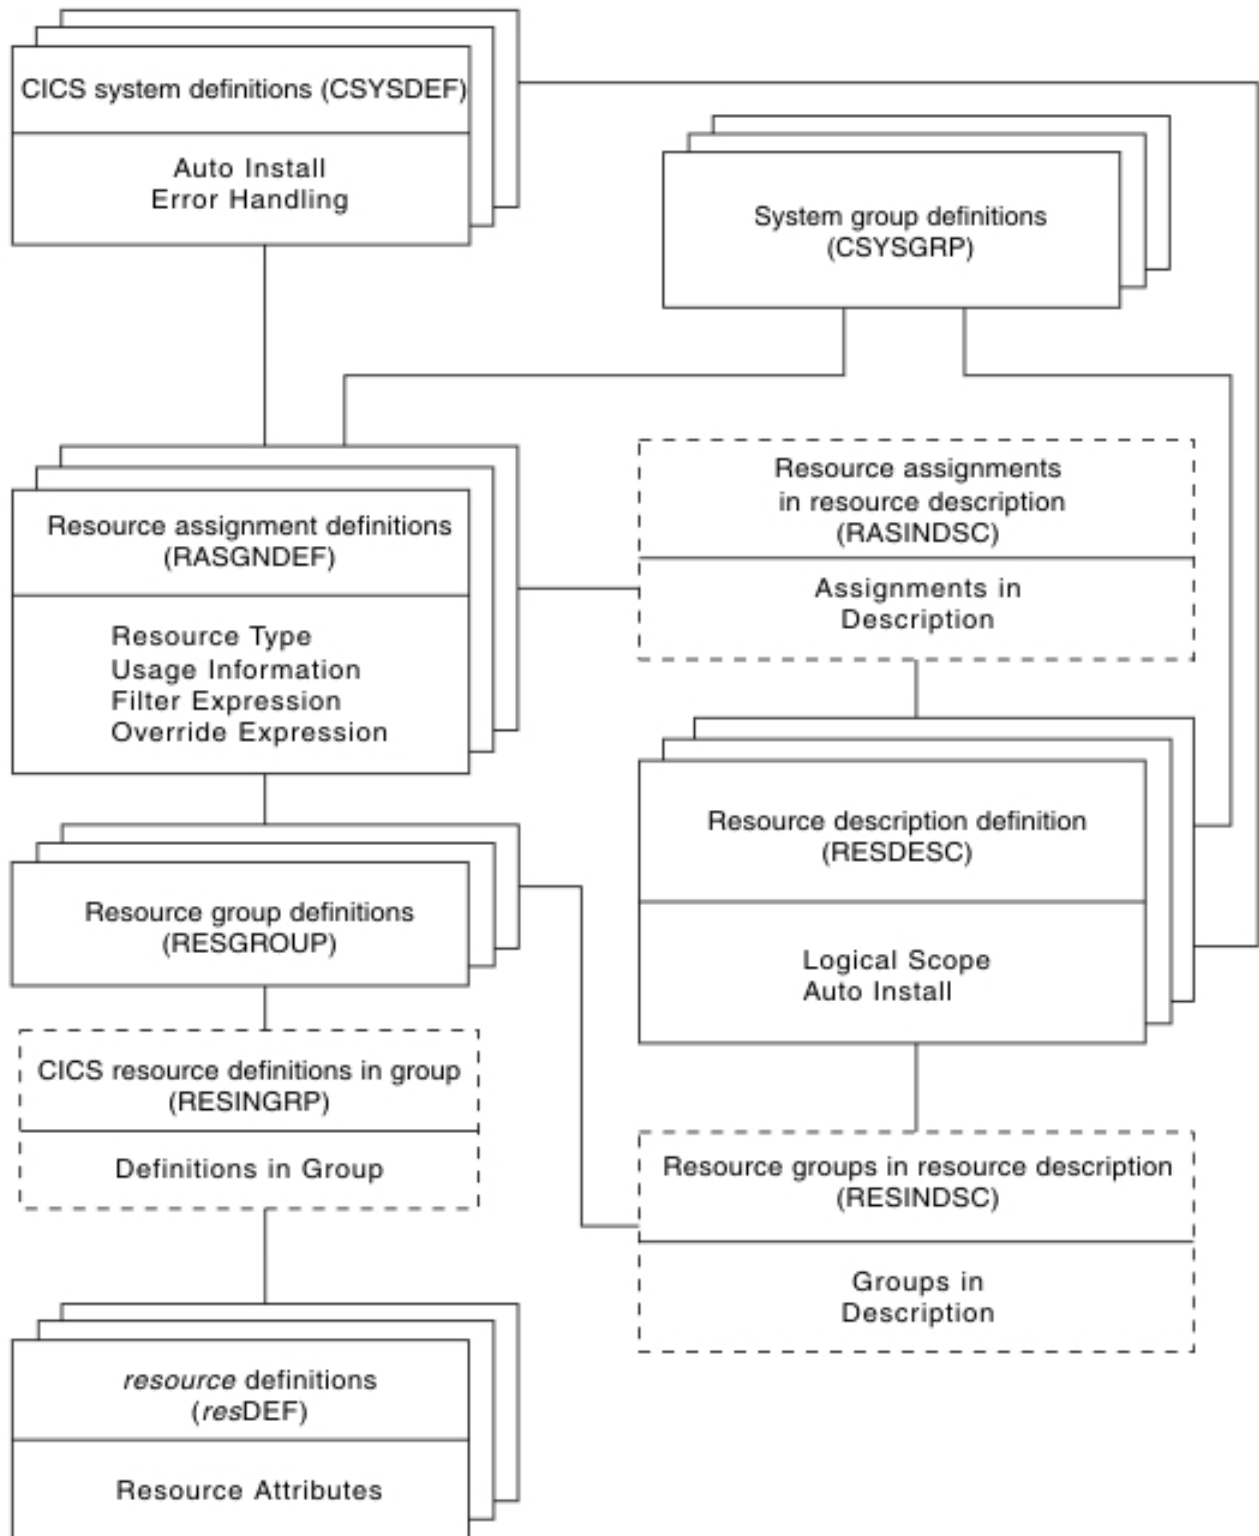 CICS system definitions (CSYSDEF)
Auto Install
Error Handling
System group definitions
(CSYSGRP)
Resource assignment definitions
(RASGNDEF)
Resource Type
Usage Information
Filter Expression
Override Expression
Resource assignments
in resource description
(RASINDSC)
Assignments in
Description
Resource description definition
(RESDESC)
Logical Scope
Auto Install
Resource group definitions
(RESGROUP)
CICS resource definitions in group
(RESINGRP)
Definitions in Group
Resource groups in resource description
(RESINDSC)
Groups in
Description
resource definitions
(resDEF)
Resource Attributes